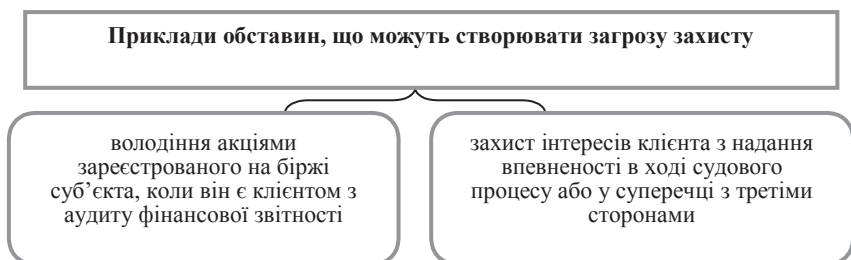 Приклади обставин, що можуть створювати загрозу захисту
володіння акціями
зареєстрованого на біржі
суб’єкта, коли він є клієнтом з
аудиту фінансової звітності
захист інтересів клієнта з надання
впевненості в ході судового
процесу або у суперечці з третіми
сторонами